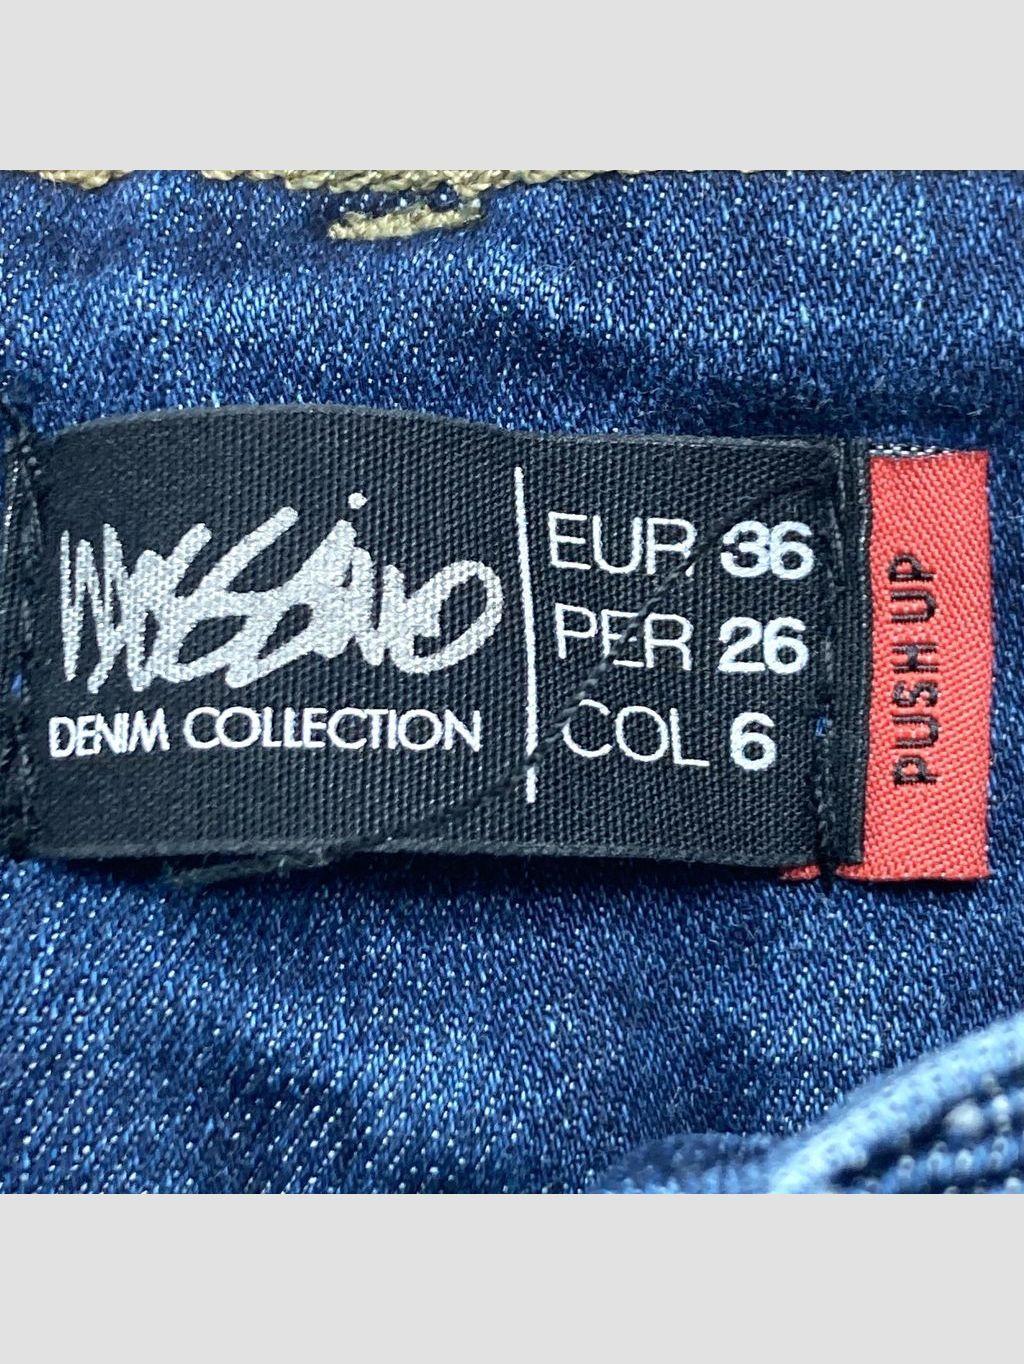 Mossimo
DENIM COLLECTION
EUR 36
PER 26
COL 6
PUSH UP